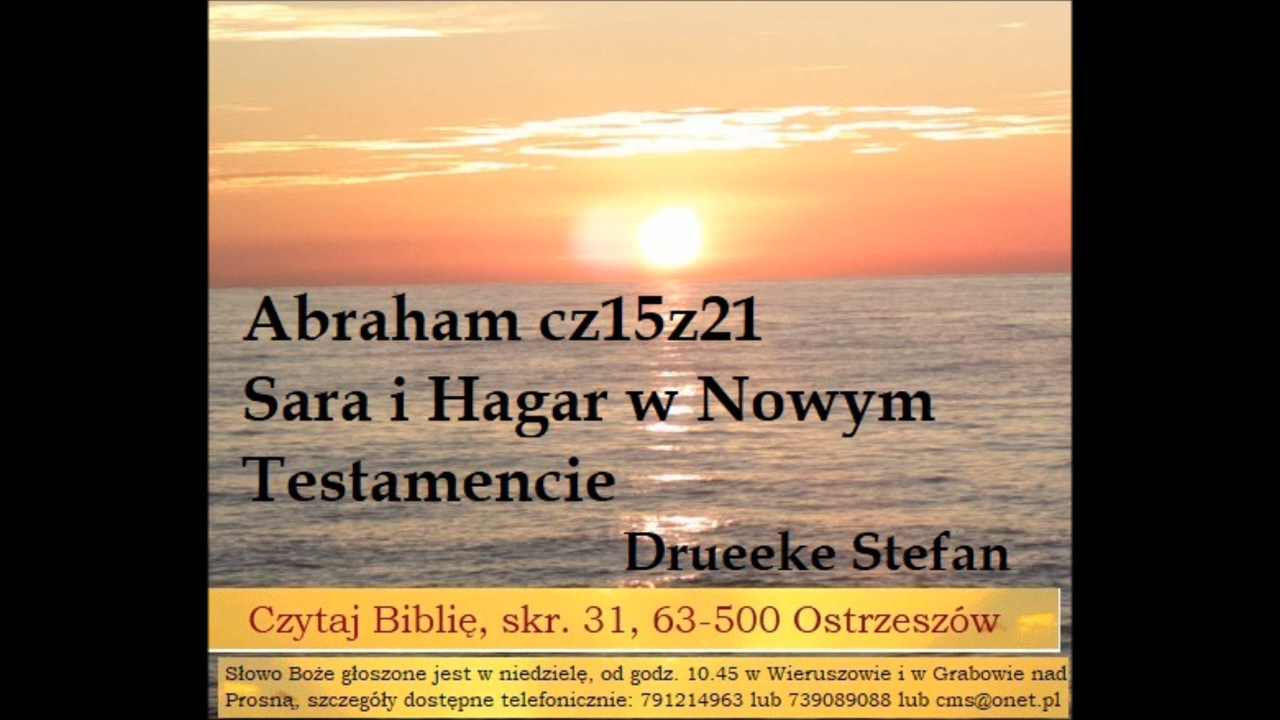 Abraham cz15z21
Sara i Hagar w Nowym
Testamencie
Drueeke Stefan
Czytaj Biblię, skr. 31, 63-500 Ostrzeszów
Słowo Boże głoszone jest w niedzielę, od godz. 10.45 w Wieruszowie i w Grabowie nad
Prosną, szczegóły dostępne telefonicznie: 791214963 lub 739089088 lub cms@onet.pl